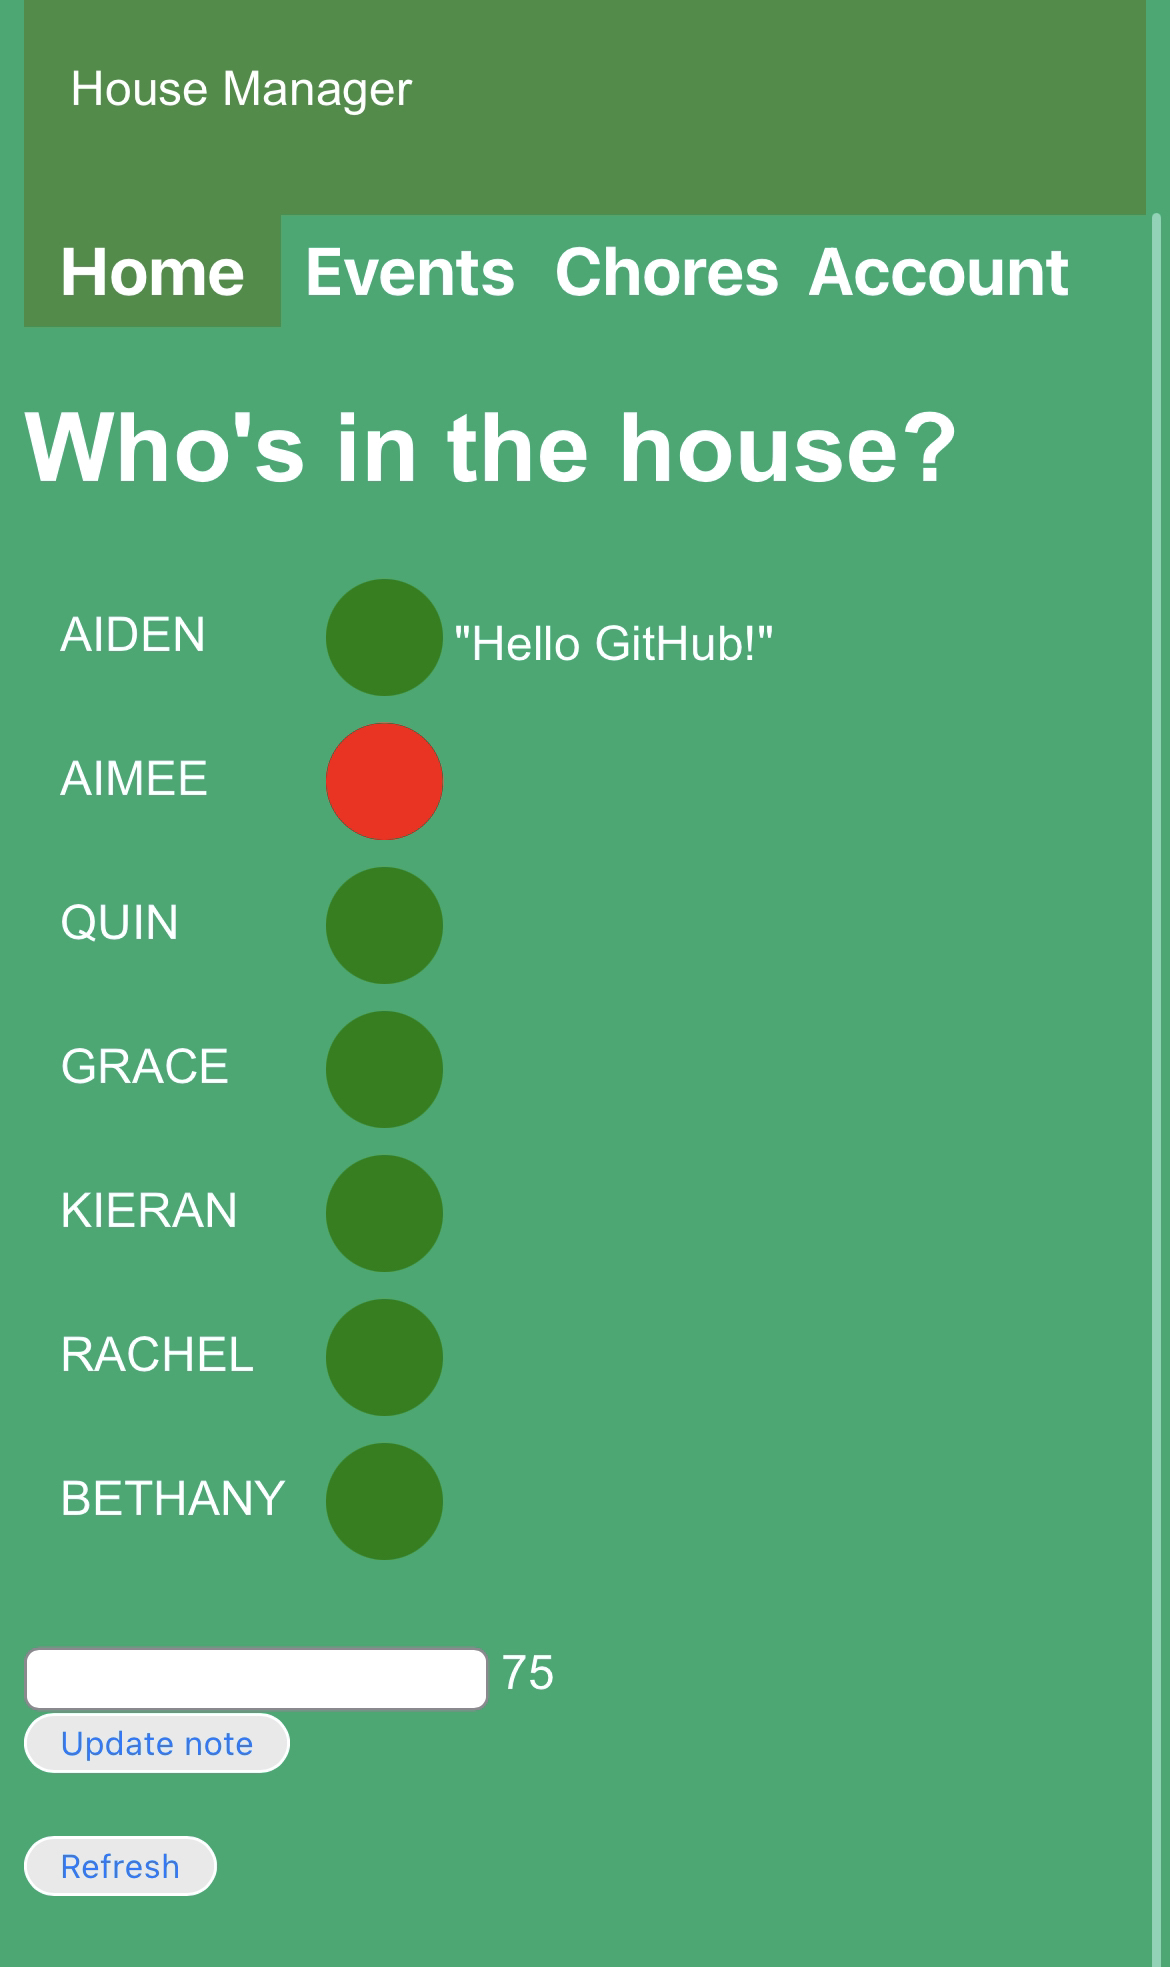 House Manager
Home Events Chores Account
Who's in the house?
AIDEN "Hello GitHub!"
AIMEE
QUIN
GRACE
KIERAN
RACHEL
BETHANY
75
Update note
Refresh